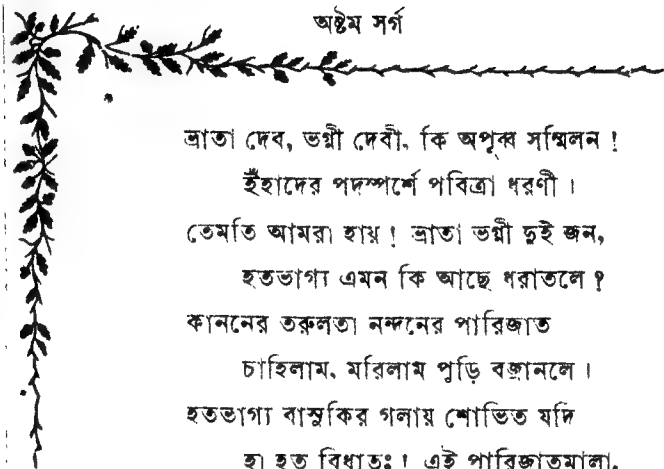 অষ্টম সর্গ
ভ্রাতা দেব, ভগ্নী দেবী, কি অপূর্ব্ব সম্মিলন !
ইঁহাদের পদস্পর্শে পবিত্রা ধরণী ।
তেমতি আমরা হায় ! ভ্রাতা ভগ্নী দুই জন,
হতভাগ্য এমন কি আছে ধরাতলে ?
কাননের তরুলতা নন্দনের পারিজাত
চাহিলাম, মরিলাম পুড়ি বজ্রানলে ।
হতভাগ্য বাসুকির গলায় শোভিত যদি
হা হত বিধাতঃ ! এই পারিজাতমালা,